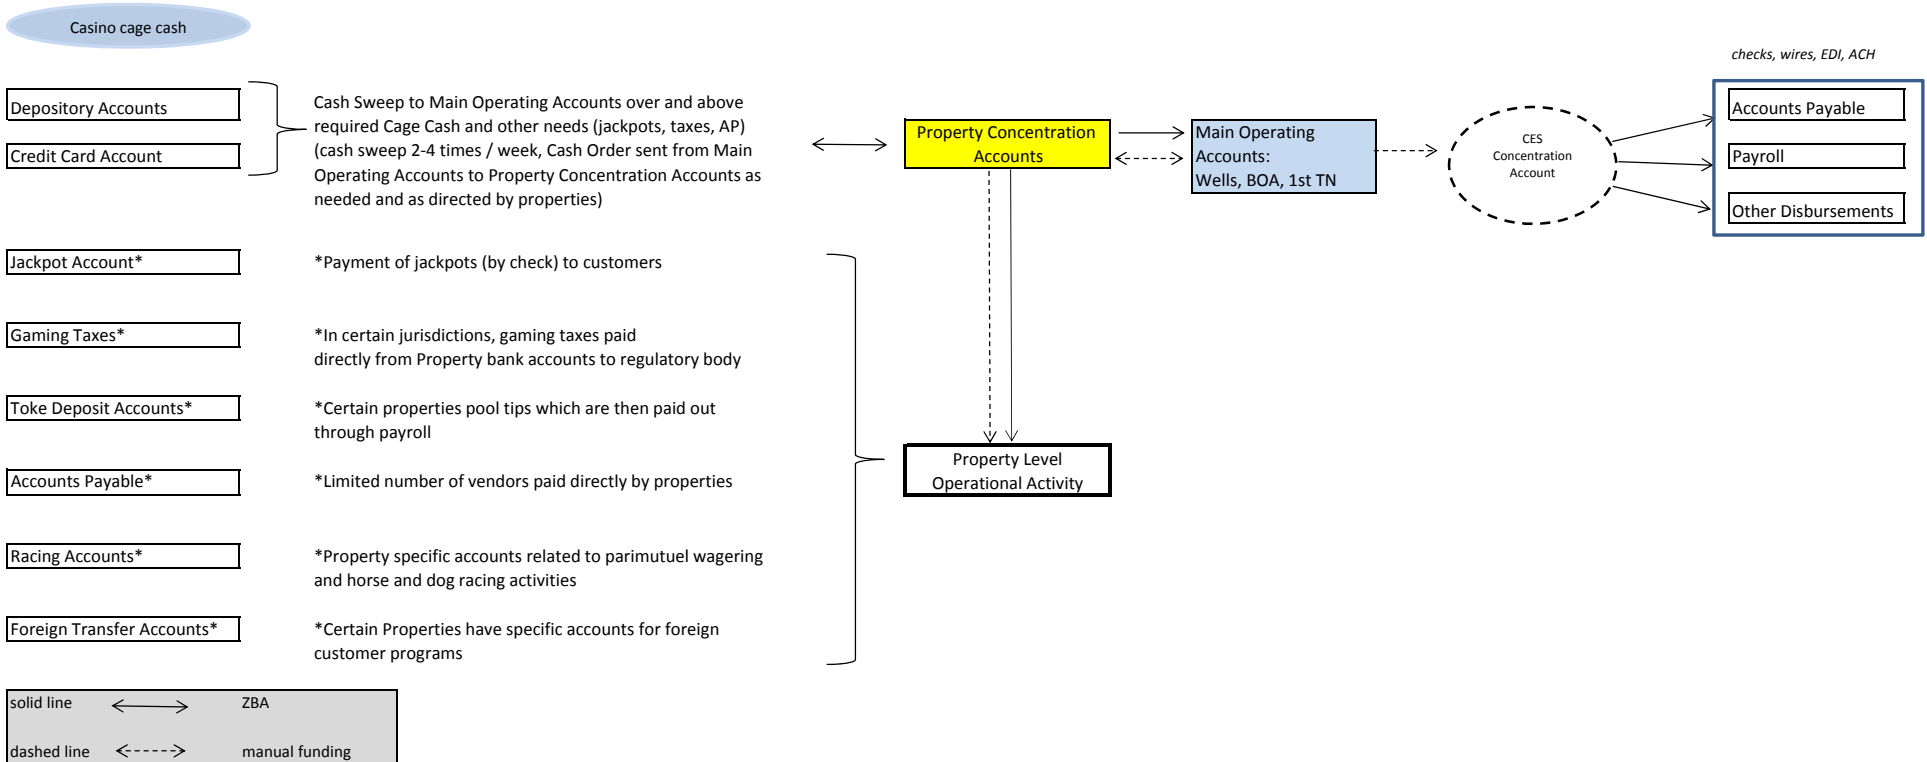 Casino cage cash
checks, wires, EDI, ACH
Depository Accounts
Credit Card Account
Cash Sweep to Main Operating Accounts over and above
required Cage Cash and other needs (jackpots, taxes, AP)
(cash sweep 2-4 times / week, Cash Order sent from Main
Operating Accounts to Property Concentration Accounts as
needed and as directed by properties)
Property Concentration
Accounts
Main Operating
Accounts:
Wells, BOA, 1st TN
CES
Concentration
Account
Accounts Payable
Payroll
Other Disbursements
Jackpot Account*
*Payment of jackpots (by check) to customers
Gaming Taxes*
*In certain jurisdictions, gaming taxes paid
directly from Property bank accounts to regulatory body
Toke Deposit Accounts*
*Certain properties pool tips which are then paid out
through payroll
Property Level
Operational Activity
Accounts Payable*
*Limited number of vendors paid directly by properties
Racing Accounts*
*Property specific accounts related to parimutuel wagering
and horse and dog racing activities
Foreign Transfer Accounts*
*Certain Properties have specific accounts for foreign
customer programs
solid line
ZBA
dashed line
manual funding